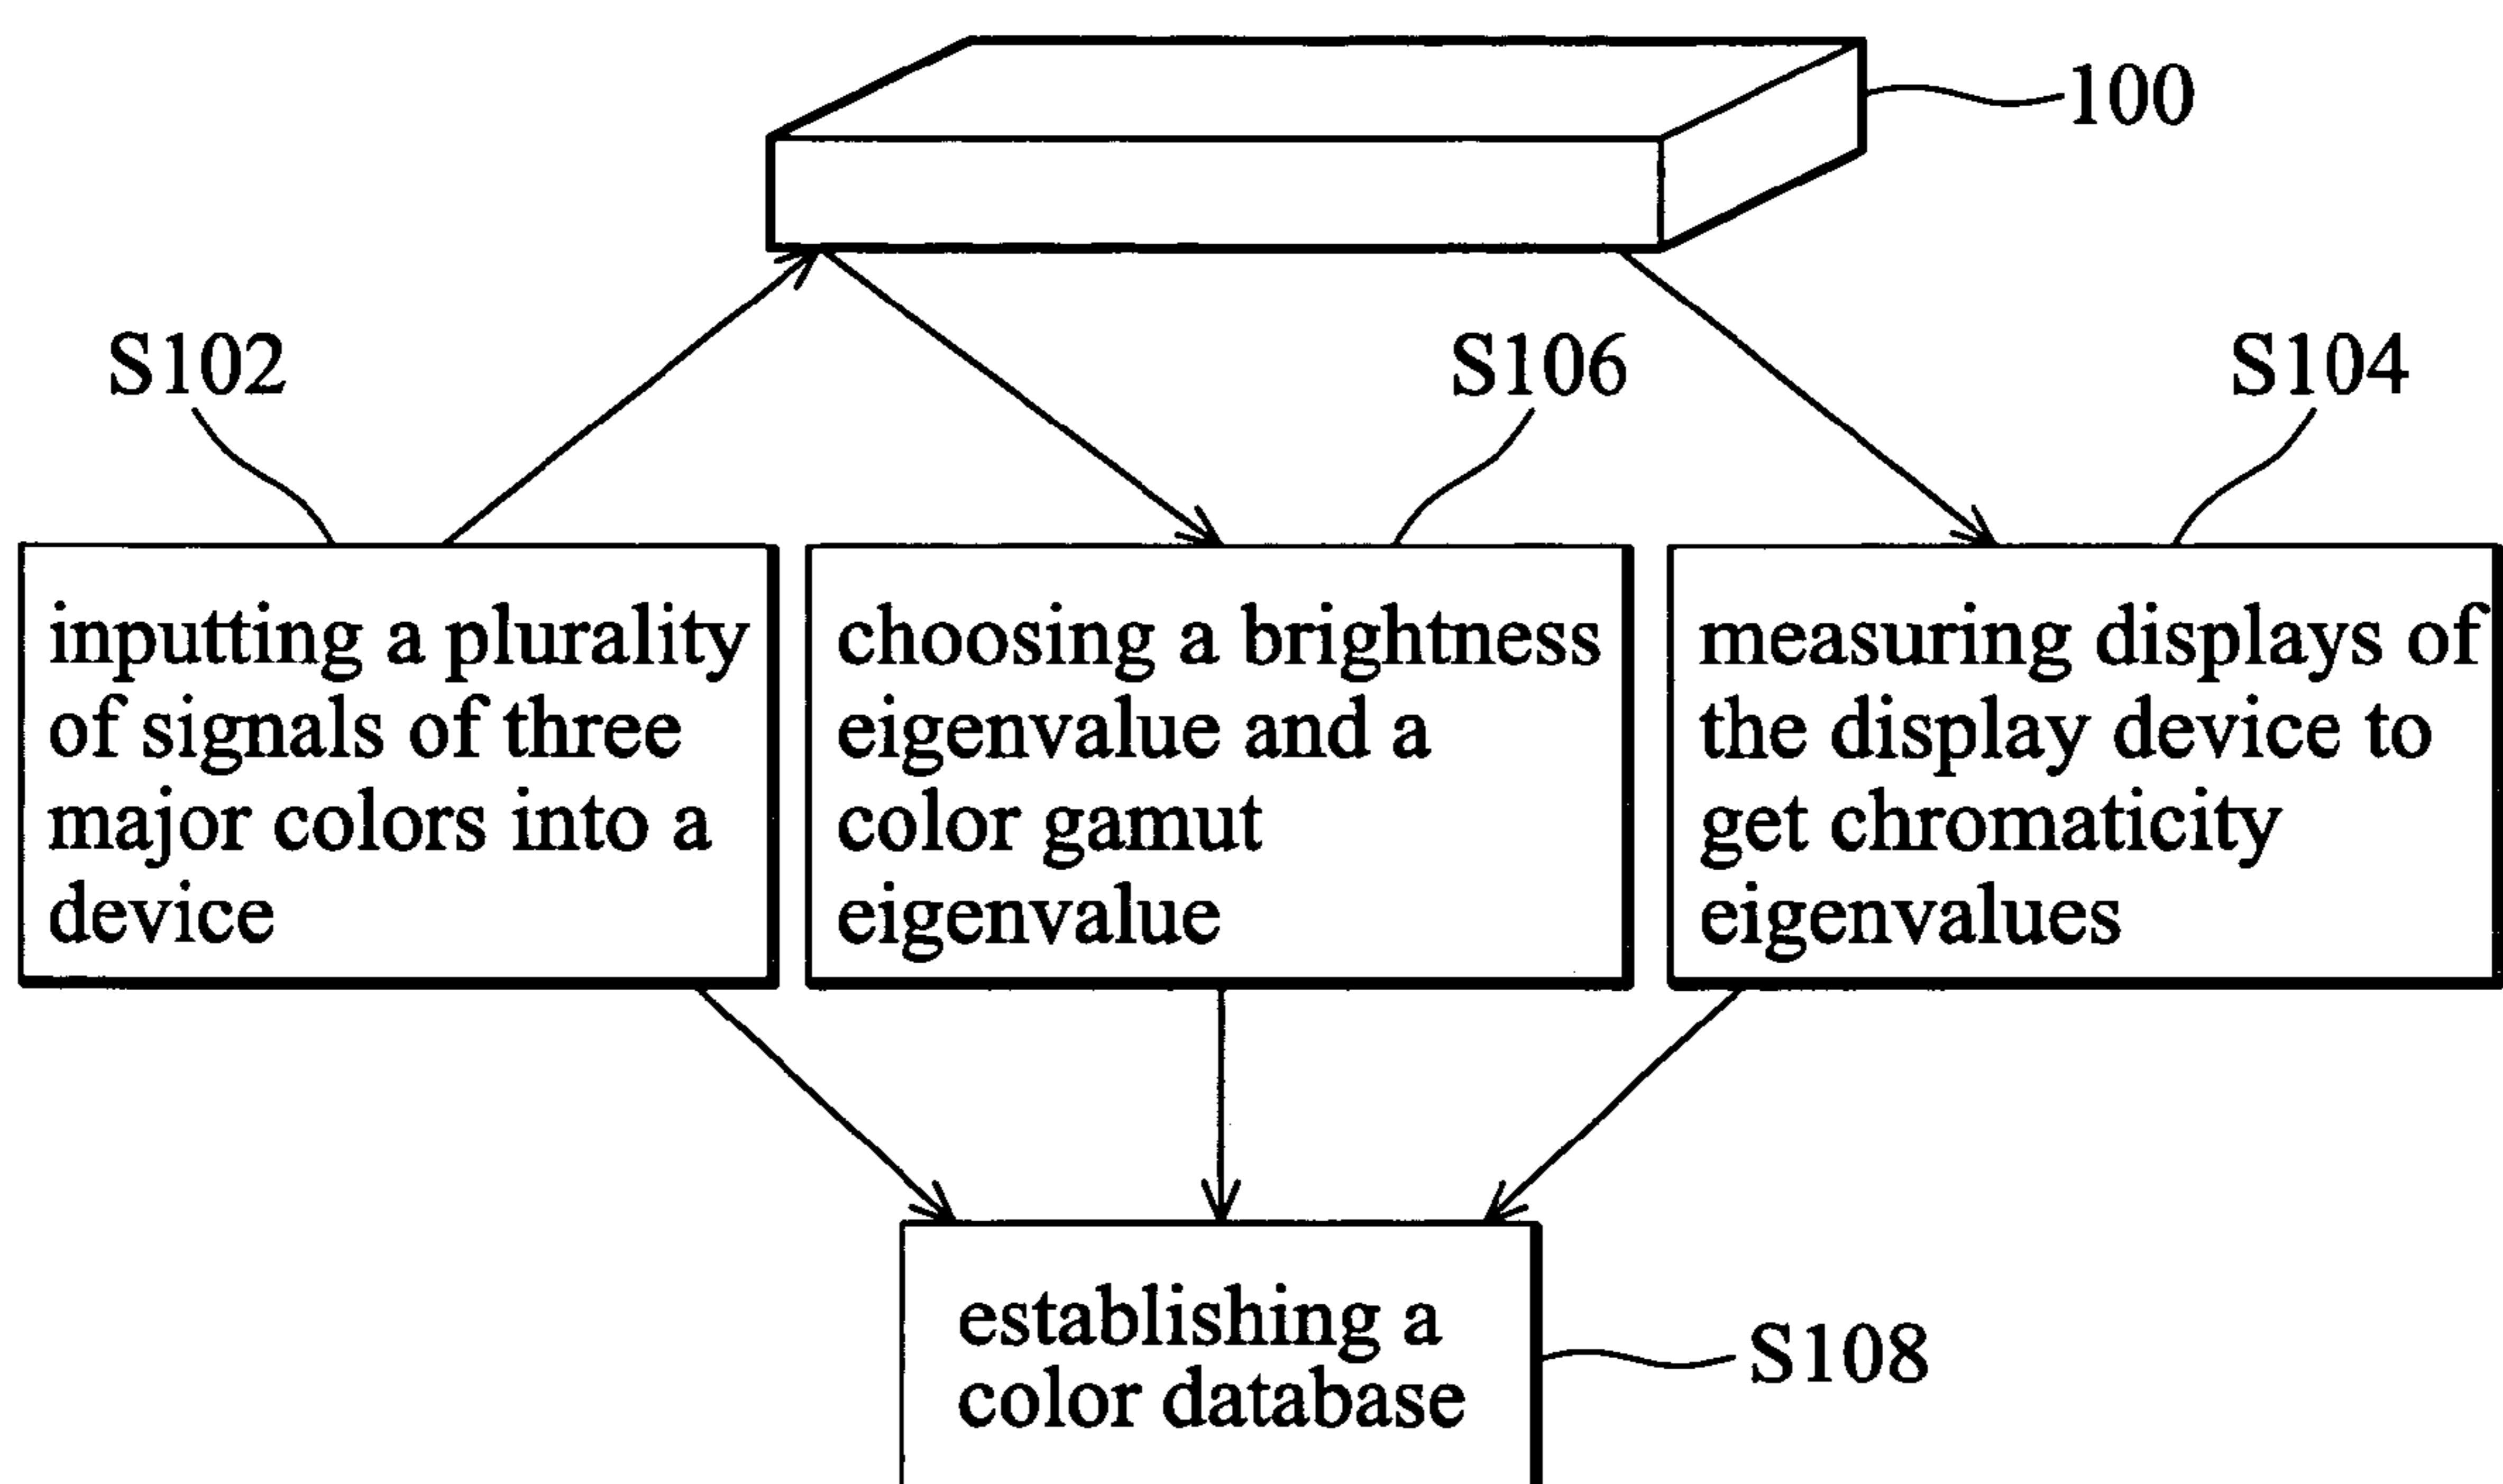 100
S102
S106
S104
inputting a plurality
of signals of three
major colors into a
device
choosing a brightness
eigenvalue and a
color gamut
eigenvalue
measuring displays of
the display device to
get chromaticity
eigenvalues
establishing a
color database
S108